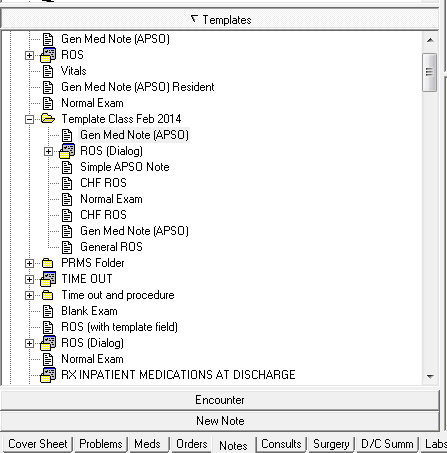 Templates
Gen Med Note (APSO)
ROS
Vitals
Gen Med Note (APSO) Resident
Normal Exam
Template Class Feb 2014
Gen Med Note (APSO)
ROS (Dialog)
Simple APSO Note
CHF ROS
Normal Exam
CHF ROS
Gen Med Note (APSO)
General ROS
PRMS Folder
TIME OUT
Time out and procedure
Blank Exam
ROS (with template field)
ROS (Dialog)
Normal Exam
RX INPATIENT MEDICATIONS AT DISCHARGE
Encounter
New Note
Cover Sheet Problems Meds Orders Notes Consults Surgery D/C Summ Labs